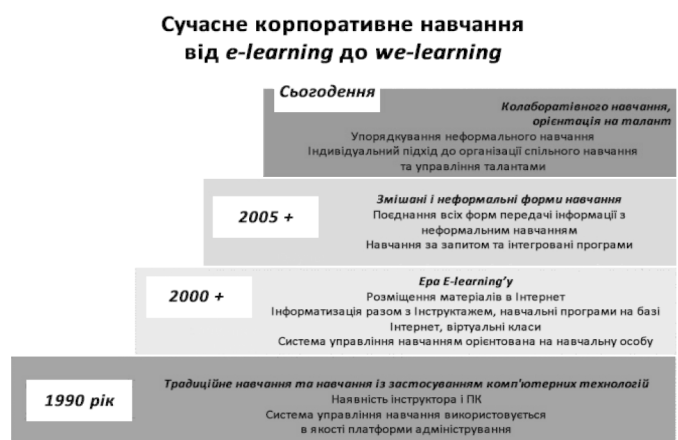 Сучасне корпоративне навчання
від e-learning до we-learning
Сьогодення
Колаборатівного навчання,
орієнтація на талант
Упорядкування неформального навчання
Індивидуальний підхід до організації спільного навчання
та управління талантами
2005 +
Змішані і неформальні форми навчання
Поєднання всіх форм передачі інформації з
неформальним навчанням
Навчання за запитом та інтегровані програми
2000 +
Ера E-learning’у
Розміщення матеріалів в Інтернет
Інформатизація разом з Інструктажем, навчальні програми на базі
Інтернет, віртуальні класи
Система управління навчанням орієнтована на навчальну особу
1990 рік
Традиційне навчання та навчання із застосуванням комп'ютерних технологій
Наявність інструктора і ПК
Система управління навчання використовується
в якості платформи адміністрування